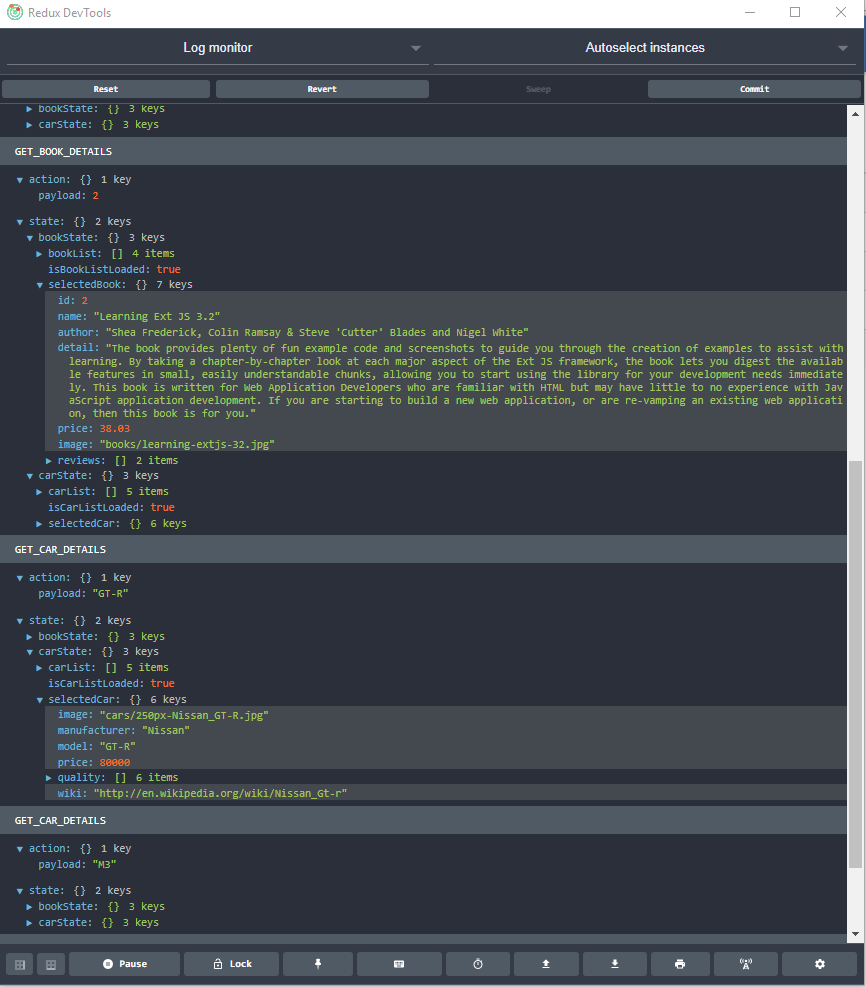 Redux DevTools
Log monitor
Autoselect instances
Reset
Revert
Sweep
Commit
bookState: {} 3 keys
carState: {} 3 keys
GET_BOOK_DETAILS
action: {} 1 key
payload: 2
state: {} 2 keys
bookState: {} 3 keys
bookList: [] 4 items
isBookListLoaded: true
selectedBook: {} 7 keys
id: 2
name: "Learning Ext JS 3.2"
author: "Shea Frederick, Colin Ramsay & Steve 'Cutter' Blades and Nigel White"
detail: "The book provides plenty of fun example code and screenshots to guide you through the creation of examples to assist with
learning. By taking a chapter-by-chapter look at each major aspect of the Ext JS framework, the book lets you digest the availab
le features in small, easily understandable chunks, allowing you to start using the library for your development needs immediate
ly. This book is written for Web Application Developers who are familiar with HTML but may have little to no experience with Jav
aScript application development. If you are starting to build a new web application, or are re-vamping an existing web applicati
on, then this book is for you."
price: 38.03
image: "books/learning-extjs-32.jpg"
reviews: [] 2 items
carState: {} 3 keys
carList: [] 5 items
isCarListLoaded: true
selectedCar: {} 6 keys
GET_CAR_DETAILS
action: {} 1 key
payload: "GT-R"
state: {} 2 keys
bookState: {} 3 keys
carState: {} 3 keys
carList: [] 5 items
isCarListLoaded: true
selectedCar: {} 6 keys
image: "cars/250px-Nissan_GT-R.jpg"
manufacturer: "Nissan"
model: "GT-R"
price: 80000
quality: [] 6 items
wiki: "http://en.wikipedia.org/wiki/Nissan_Gt-r"
GET_CAR_DETAILS
action: {} 1 key
payload: "M3"
state: {} 2 keys
bookState: {} 3 keys
carState: {} 3 keys
Pause
Lock